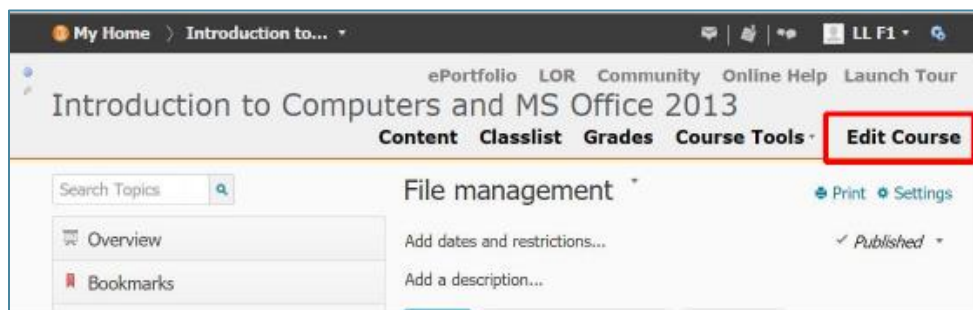 My Home Introduction to... LL F1
ePortfolio LOR Community Online Help Launch Tour
Introduction to Computers and MS Office 2013
Content Classlist Grades Course Tools Edit Course
Search Topics
File management
Print Settings
Overview
Add dates and restrictions...
Published
Bookmarks
Add a description...